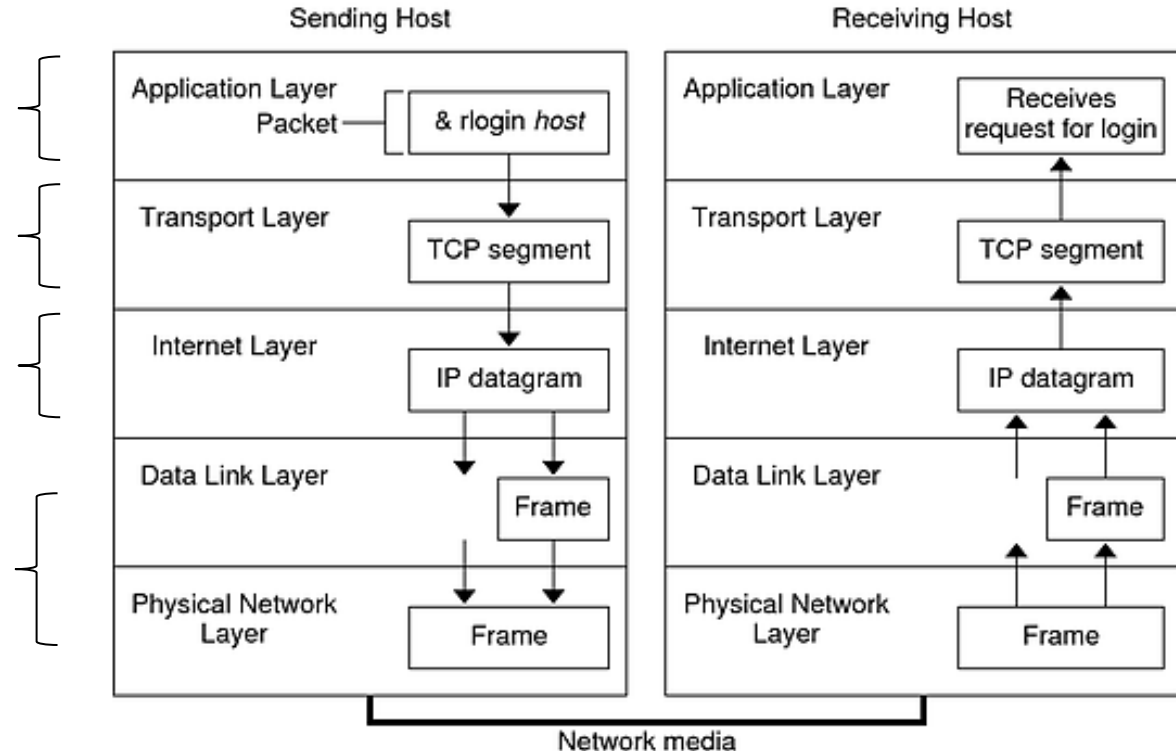 Sending Host
Application Layer
Packet
& rlogin host
Transport Layer
TCP segment
Internet Layer
IP datagram
Data Link Layer
Frame
Physical Network
Layer
Frame
Receiving Host
Application Layer
Receives
request for login
Transport Layer
TCP segment
Internet Layer
IP datagram
Data Link Layer
Frame
Physical Network
Layer
Frame
Network media